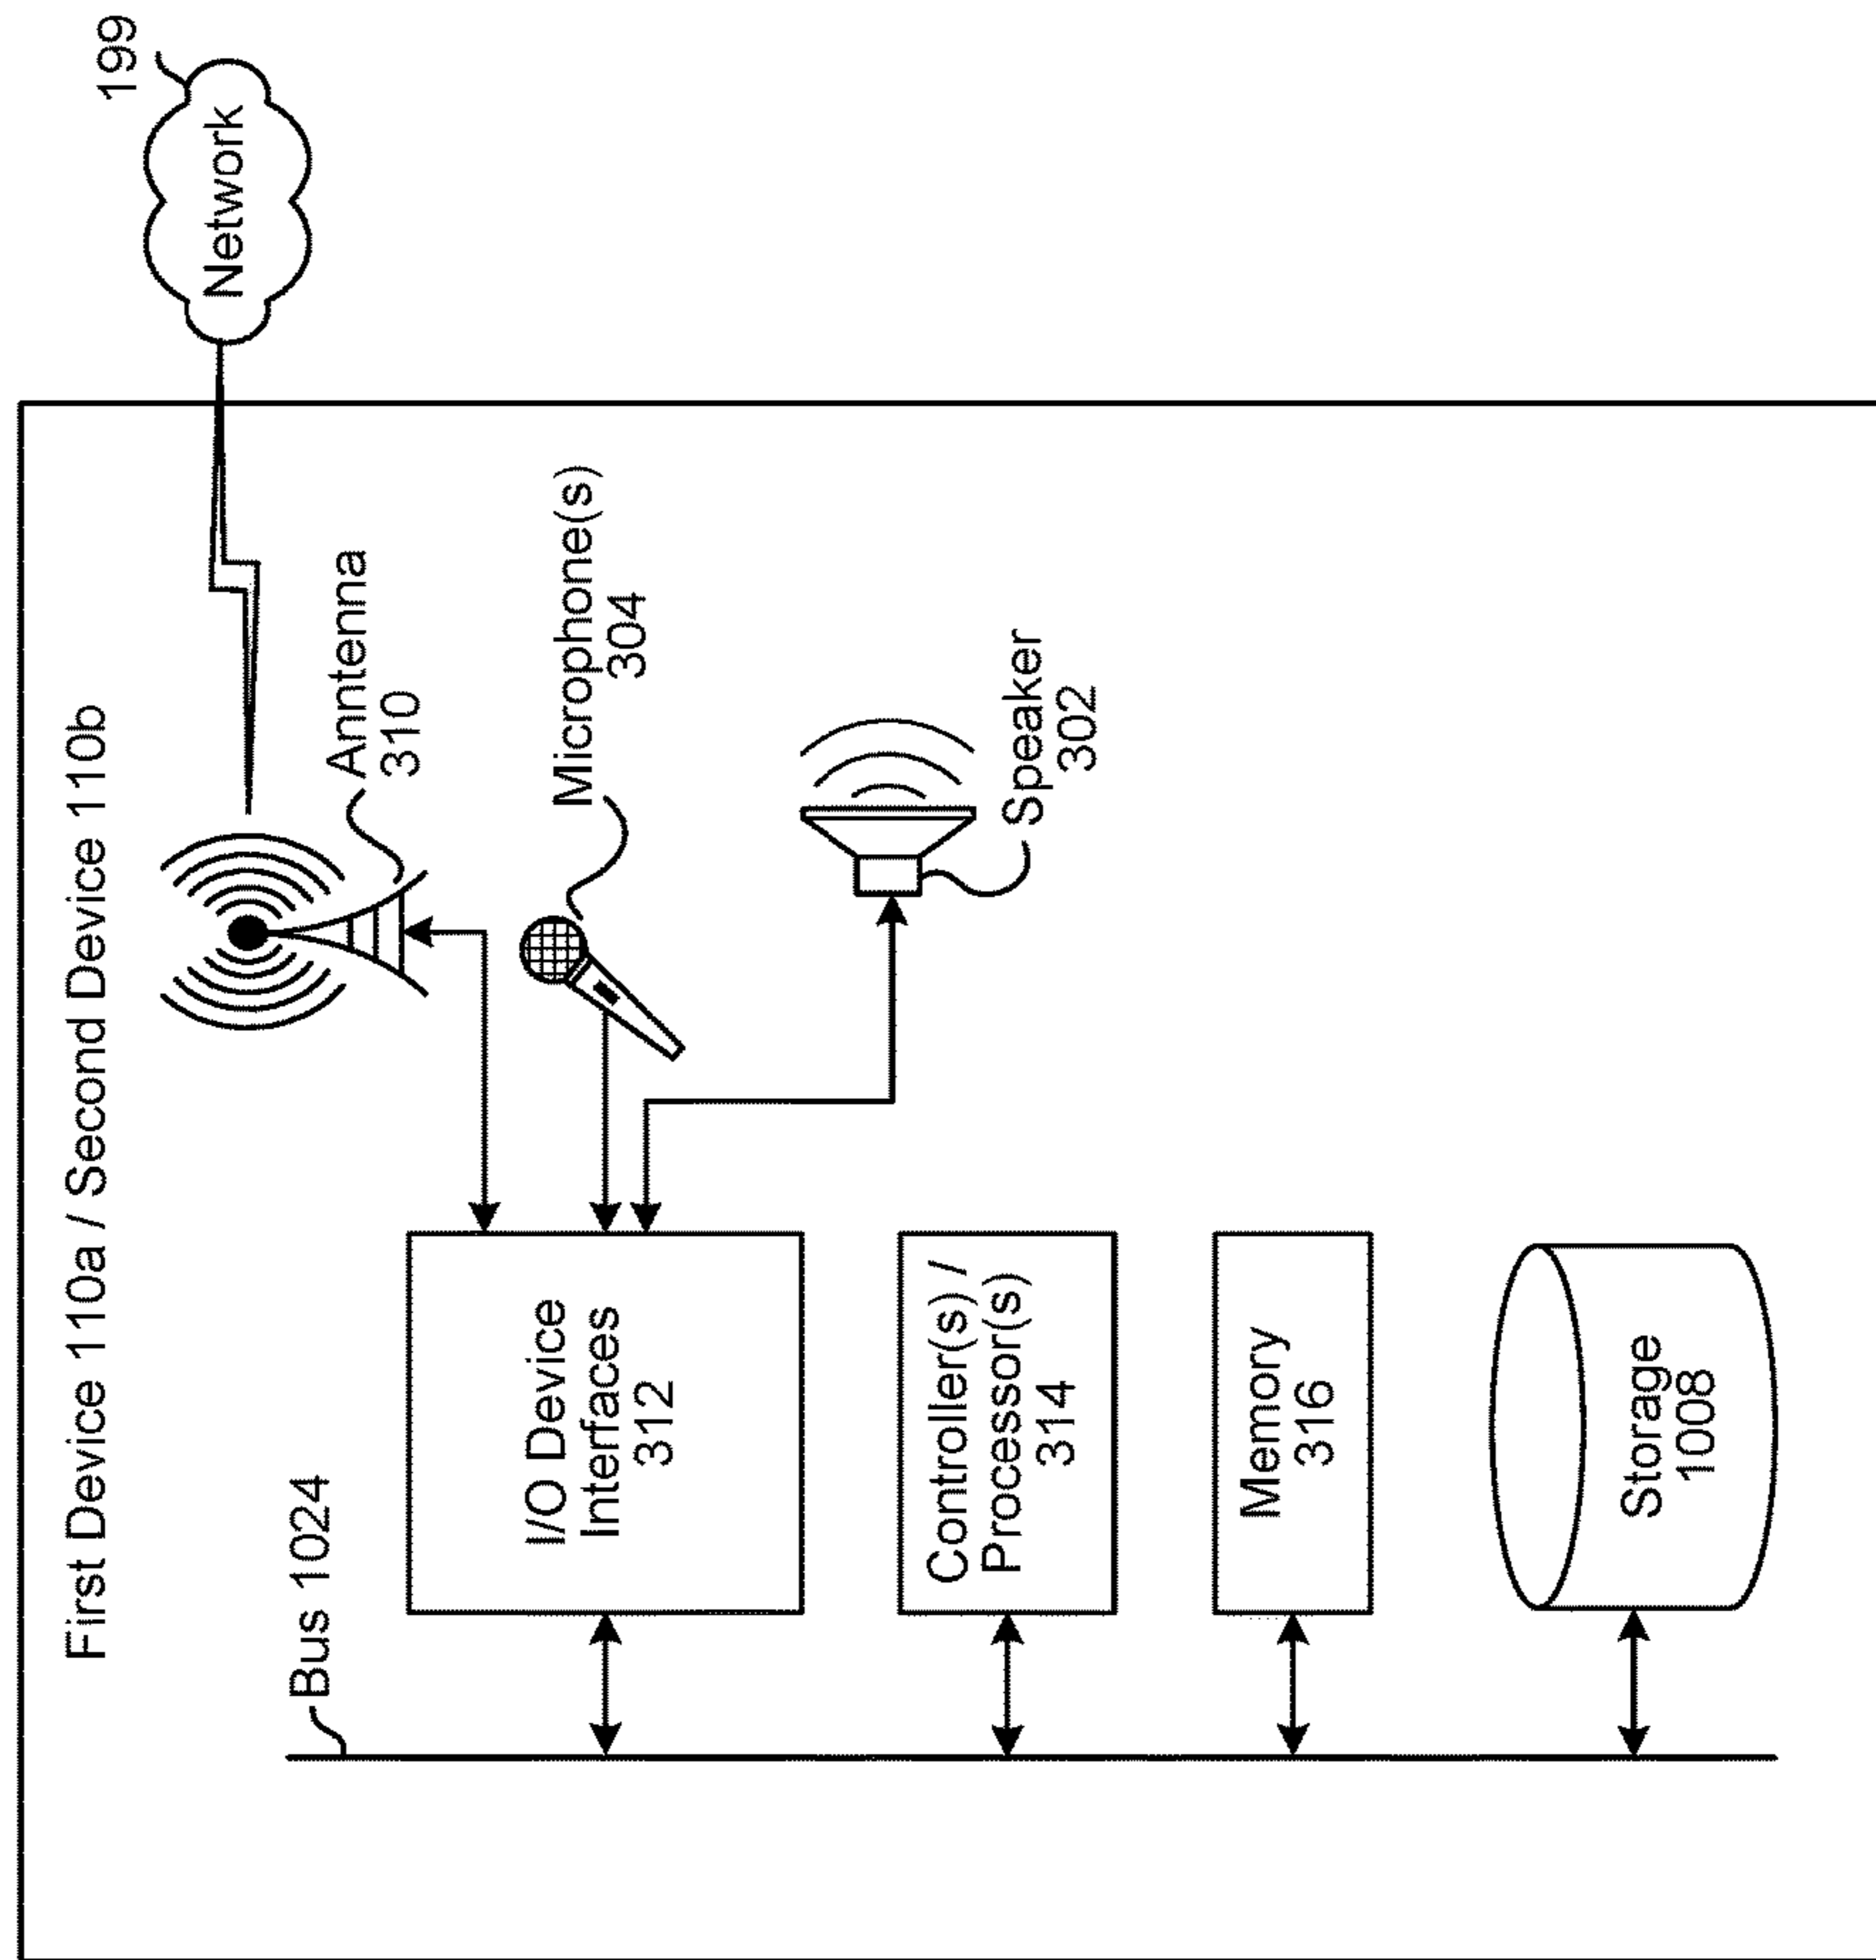 First Device 110a / Second Device 110b
Bus 1024
199
Network
Anntenna
310
Microphone(s)
304
Speaker
302
I/O Device
Interfaces
312
Controller(s) /
Processor(s)
314
Memory
316
Storage
1008